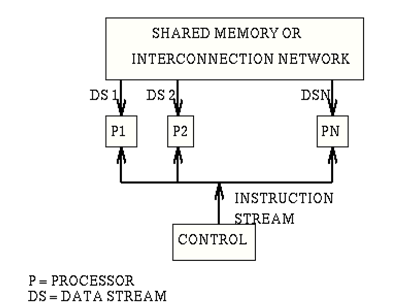 SHARED MEMORY OR
INTERCONNECTION NETWORK
DS 1 DS 2 DSN
P1 P2 PN
INSTRUCTION
STREAM
CONTROL
P = PROCESSOR
DS = DATA STREAM